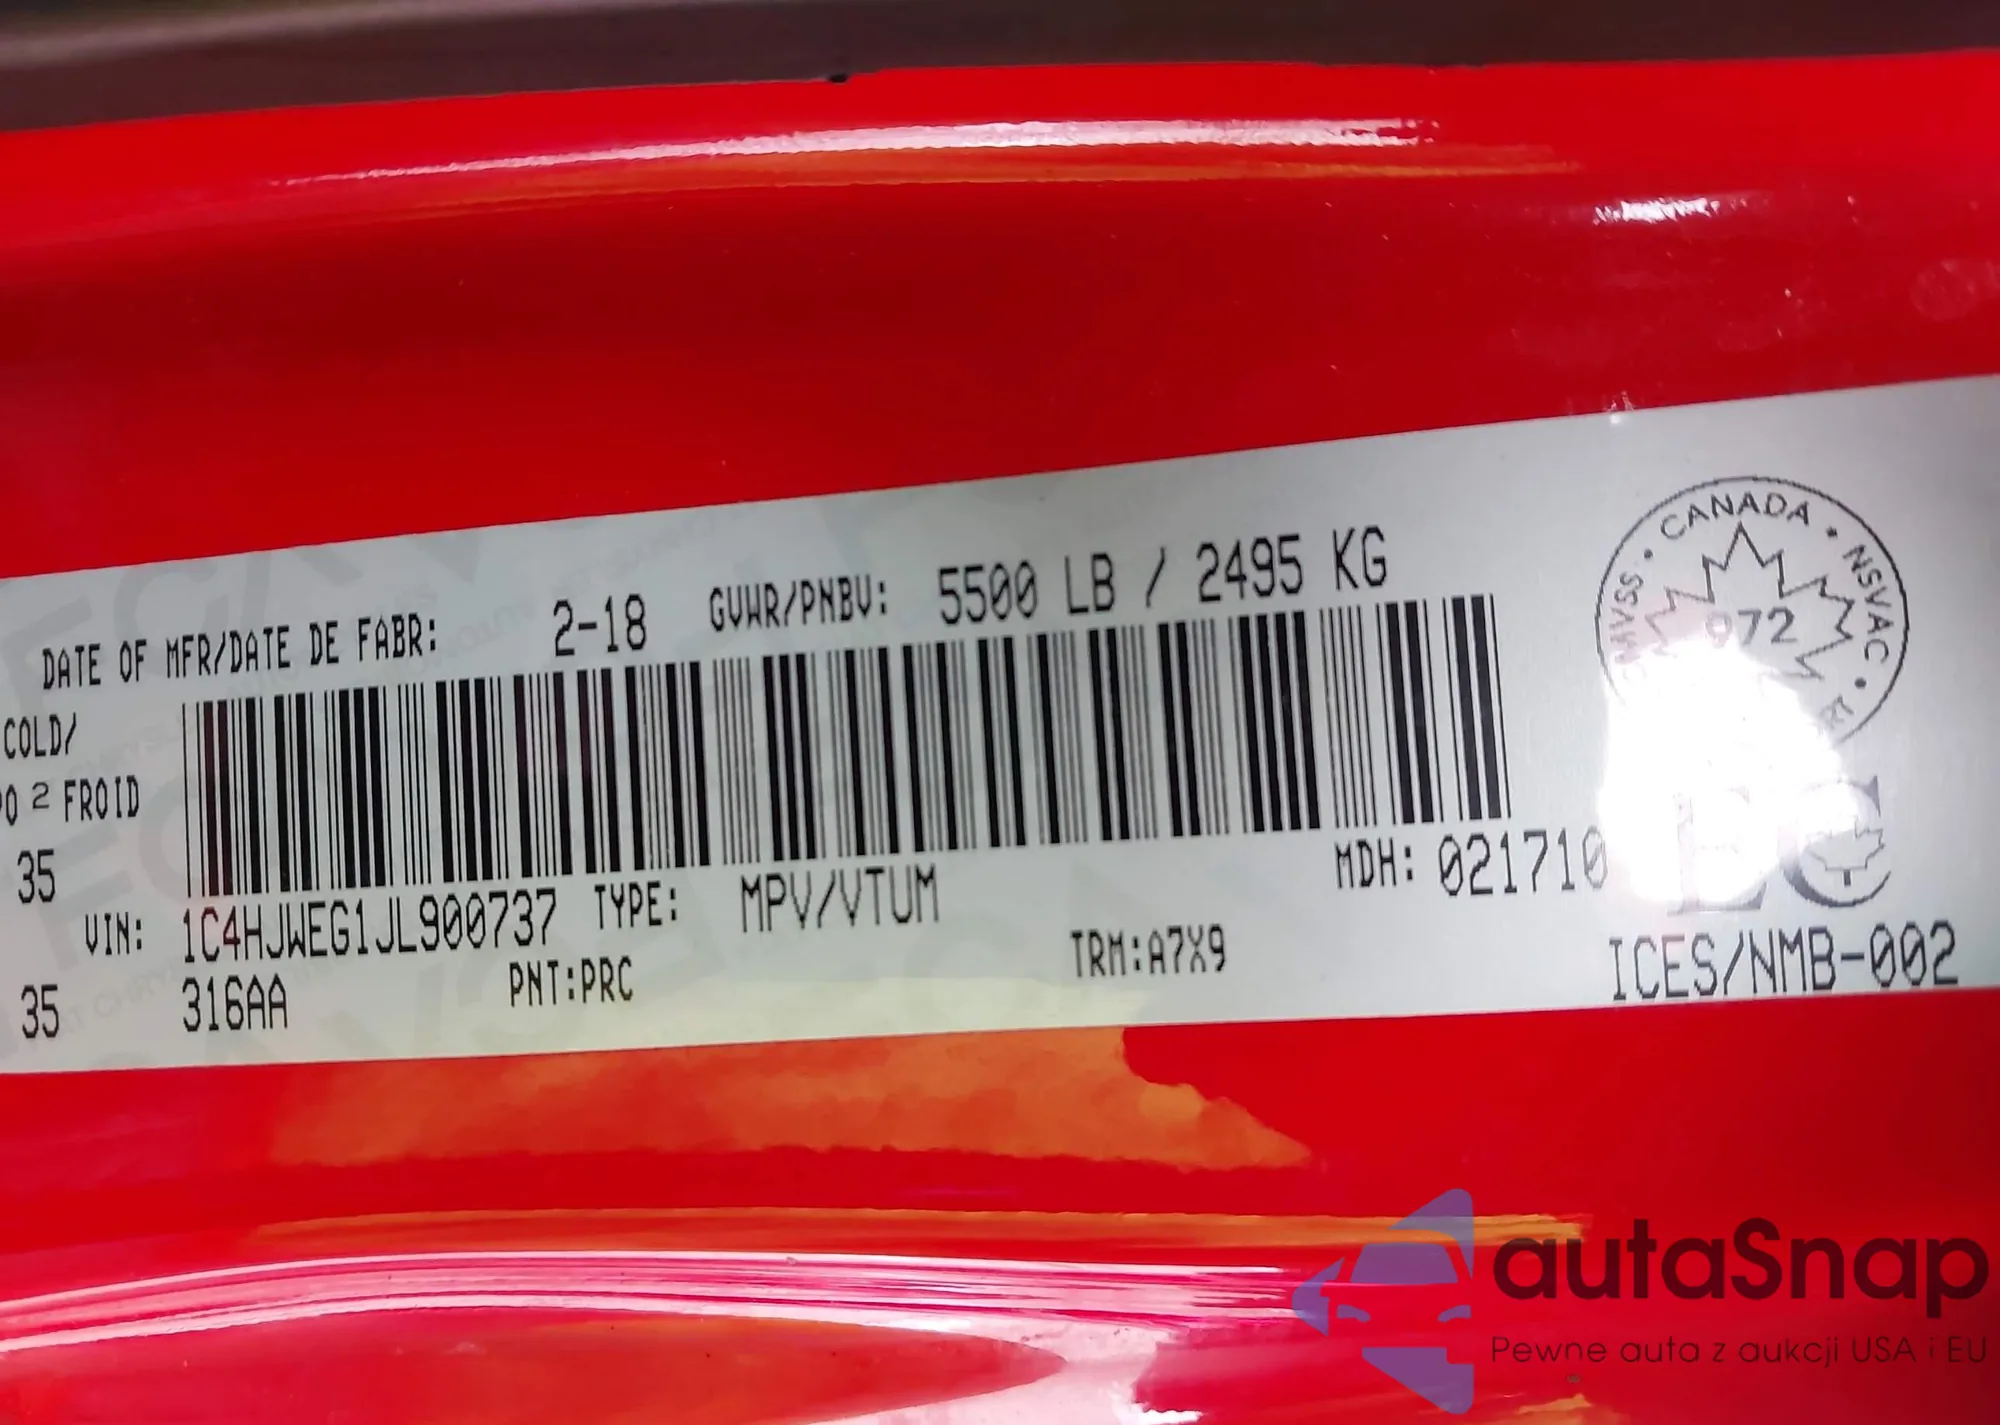 CANADA • NSVAC •
972
DATE OF MFR/DATE DE FABR: 2-18 GVWR/PNBV: 5500 LB / 2495 KG
COLD/
2 FROID
35
VIN: 1C4HJWEG1JL900737 TYPE: MPV/VTUM MDH: 021710
35 316AA PNT:PRC TRM:A7X9
ICES/NMB-002
autaSnap
Pewne auta z aukcji USA i EU